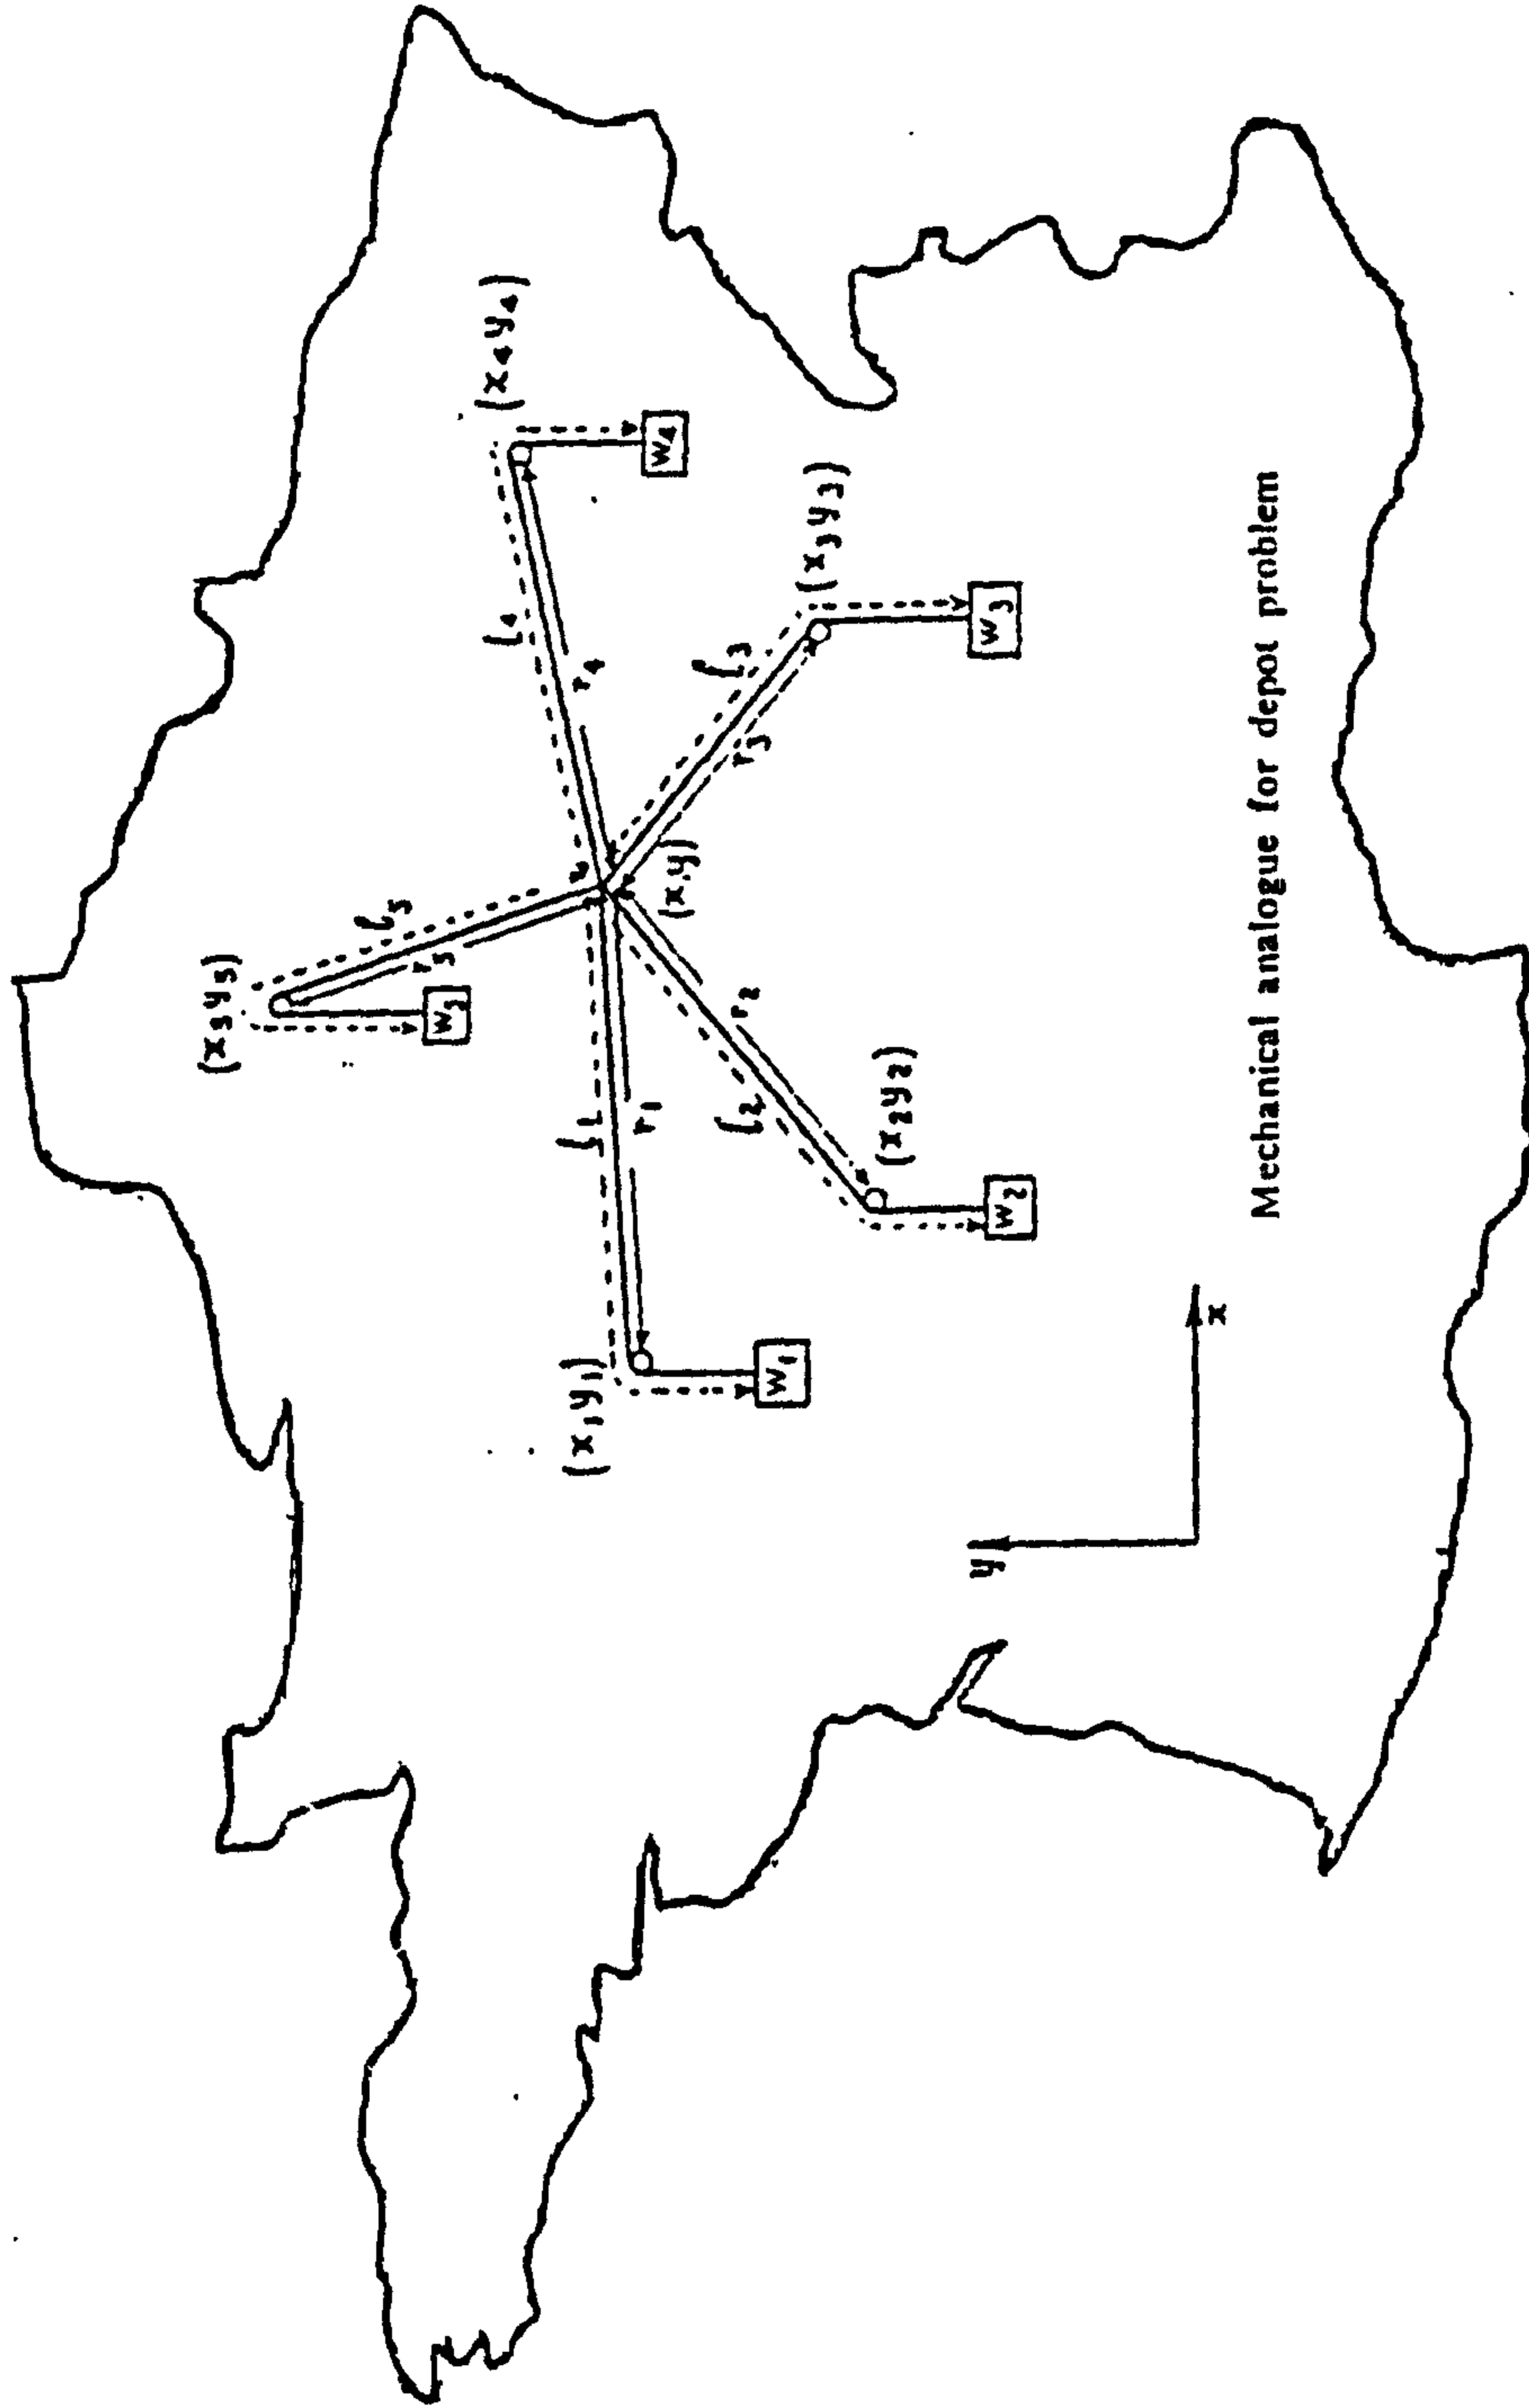 (x₅y₅)
ℓ₅
r₅
w₅
(x₄y₄)
ℓ₄
r₄
w₄
(x₁y₁)
ℓ₁
r₁
w₁
(x,y)
ℓ₃
r₃
(x₃y₃)
w₃
ℓ₂
r₂
(x₂y₂)
w₂
y
x
Mechanical analogue for depot problem